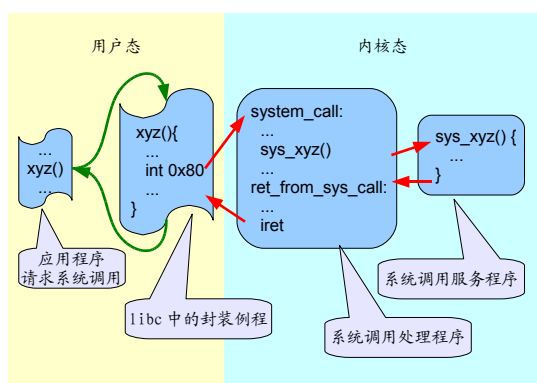 用户态
内核态
...
xyz()
...
xyz(){
...
int 0x80
...
}
system_call:
...
sys_xyz()
...
ret_from_sys_call:
...
iret
sys_xyz() {
...
}
应用程序
请求系统调用
libc 中的封装例程
系统调用处理程序
系统调用服务程序